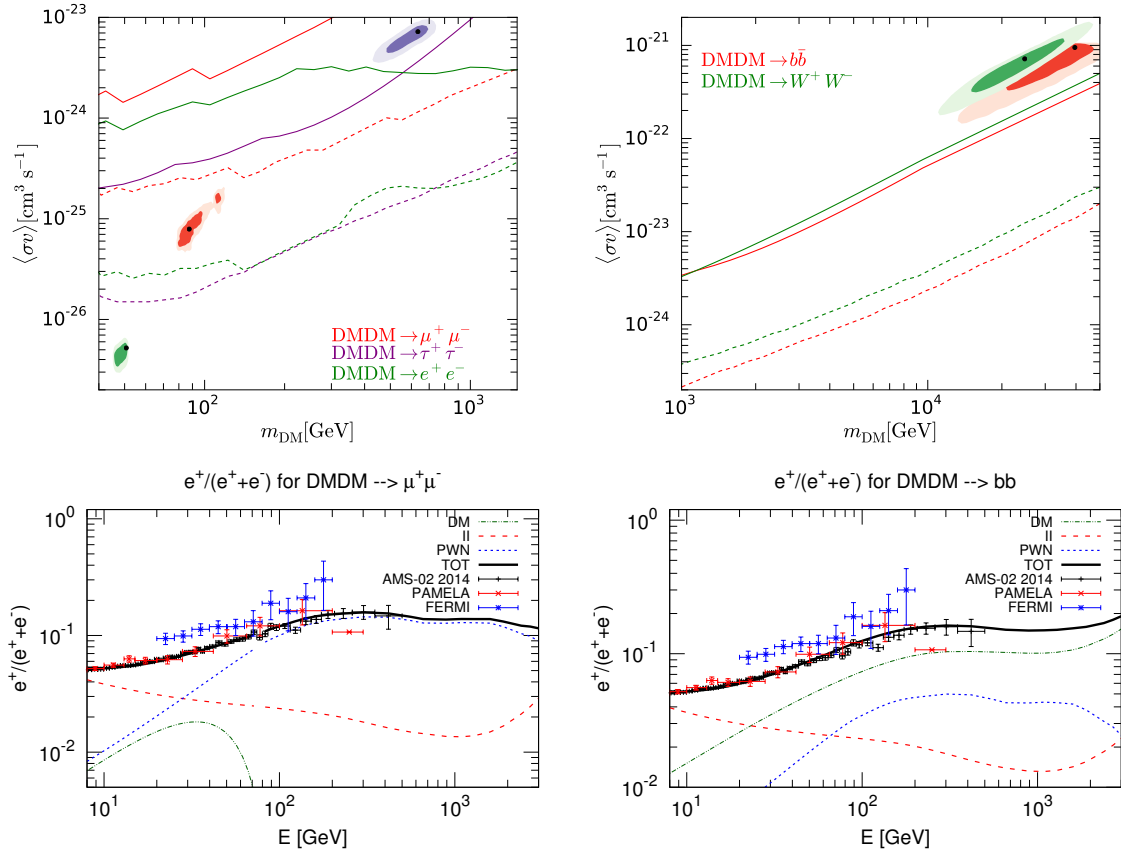 10^-23
10^-24
10^-25
10^-26
⟨σv⟩[cm³ s⁻¹]
DMDM→μ⁺ μ⁻
DMDM→τ⁺ τ⁻
DMDM→e⁺ e⁻
10^2
10^3
m_DM[GeV]
10^-21
10^-22
10^-23
10^-24
⟨σv⟩[cm³ s⁻¹]
DMDM→bb̄
DMDM→W⁺ W⁻
10^3
10^4
m_DM[GeV]
e⁺/(e⁺+e⁻) for DMDM --> μ⁺μ⁻
10^0
10^-1
10^-2
e⁺/(e⁺+e⁻)
DM
II
PWN
TOT
AMS-02 2014
PAMELA
FERMI
10^1
10^2
10^3
E [GeV]
e⁺/(e⁺+e⁻) for DMDM --> bb
10^0
10^-1
10^-2
e⁺/(e⁺+e⁻)
DM
II
PWN
TOT
AMS-02 2014
PAMELA
FERMI
10^1
10^2
10^3
E [GeV]